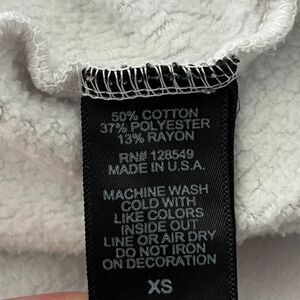 50% COTTON
37% POLYESTER
13% RAYON
RN# 128549
MADE IN U.S.A.
MACHINE WASH
COLD WITH
LIKE COLORS
INSIDE OUT
LINE OR AIR DRY
DO NOT IRON
ON DECORATION
XS